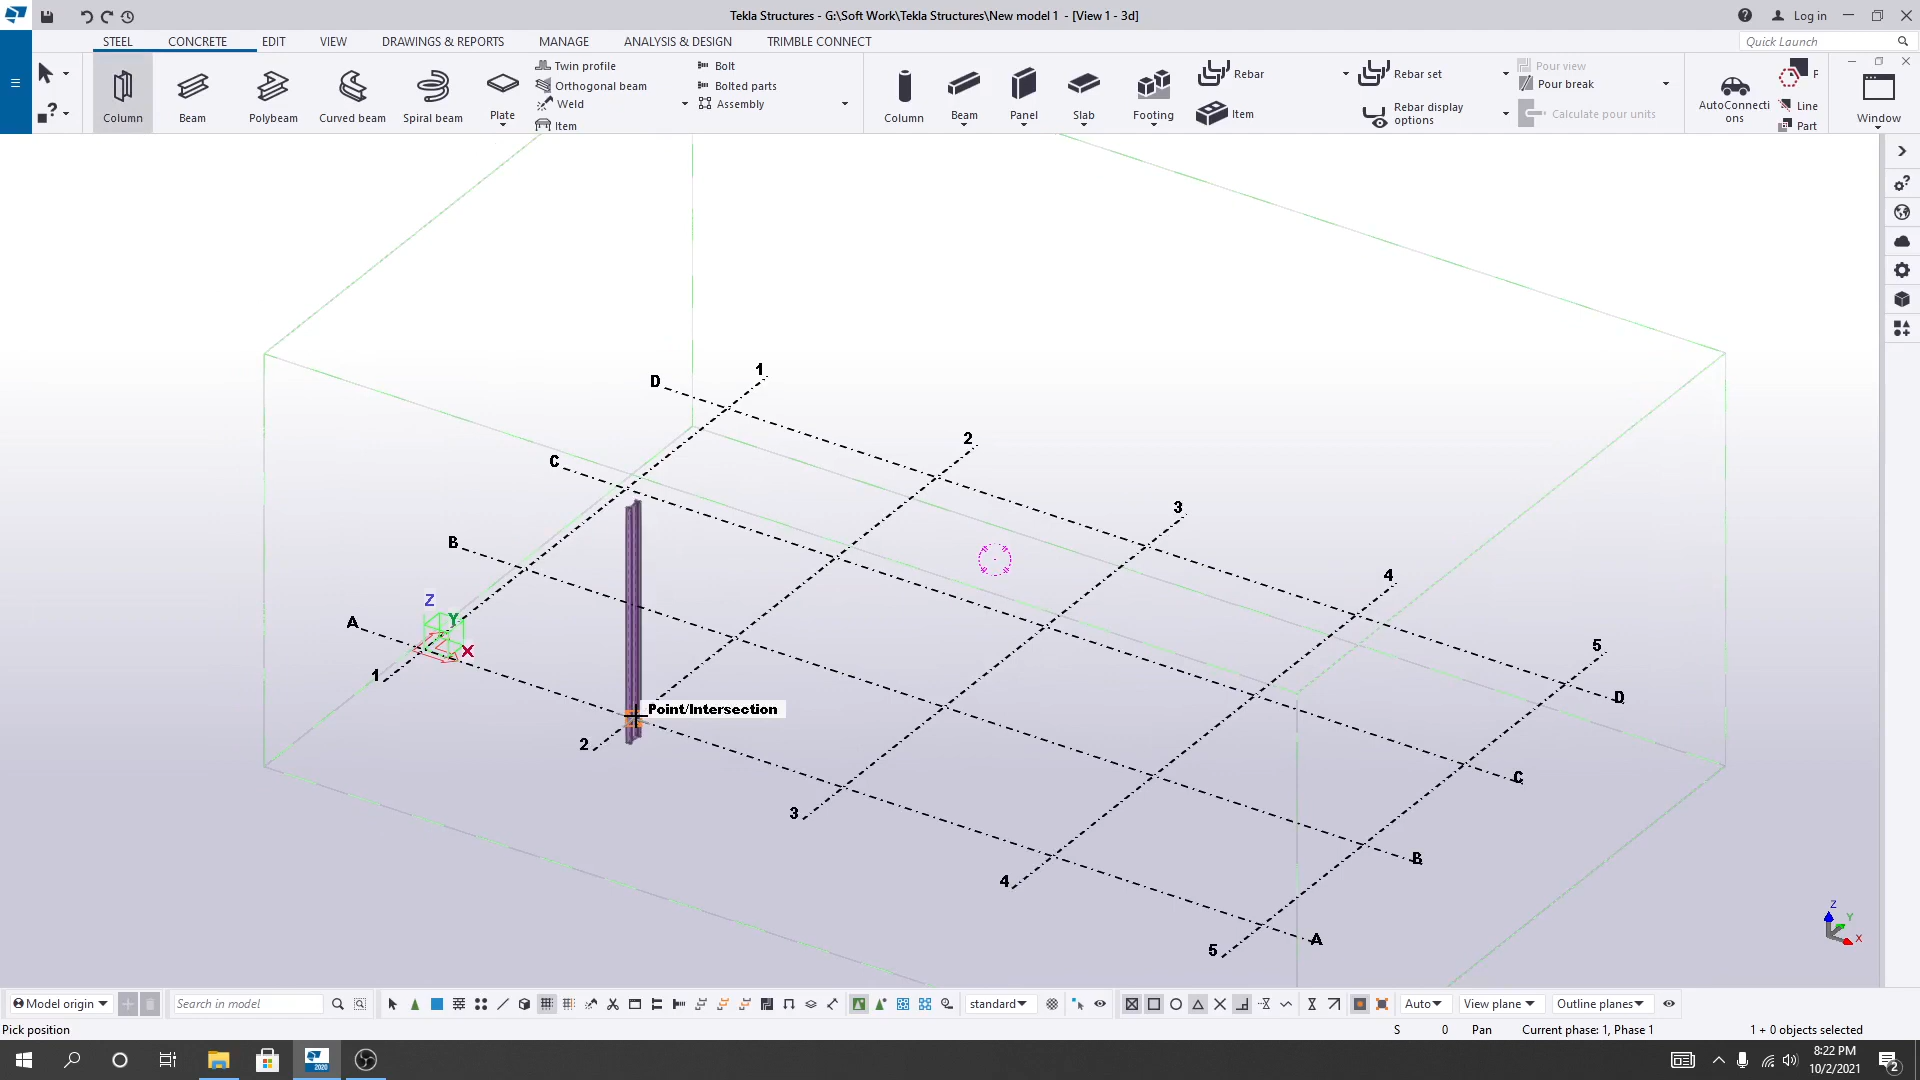 Tekla Structures - G:\Soft Work\Tekla Structures\New model 1 - [View 1 - 3d]
Log in
STEEL CONCRETE EDIT VIEW DRAWINGS & REPORTS MANAGE ANALYSIS & DESIGN TRIMBLE CONNECT
Quick Launch
Column
Beam
Polybeam
Curved beam
Spiral beam
Plate
Twin profile
Orthogonal beam
Weld
Item
Bolt
Bolted parts
Assembly
Column
Beam
Panel
Slab
Footing
Rebar
Item
Rebar set
Rebar display
options
Pour view
Pour break
Calculate pour units
AutoConnecti
ons
Line
Part
Window
D
1
C
2
B
3
A
4
Z
Y
X
1
5
Point/Intersection
2
D
3
C
4
B
5
A
Z
Y
X
Model origin
Search in model
standard
Auto
View plane
Outline planes
Pick position
S 0 Pan Current phase: 1, Phase 1 1 + 0 objects selected
2020
8:22 PM
10/2/2021
2